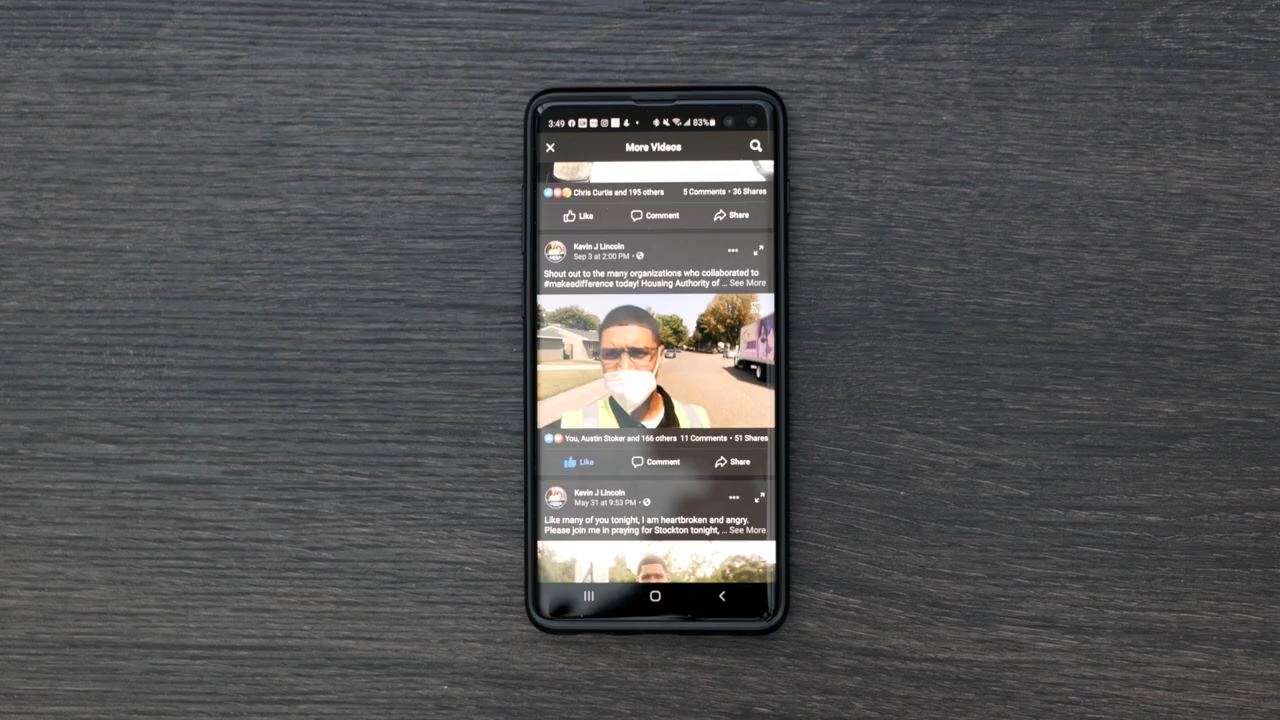 3:49 83%
More Videos
Chris Curtis and 195 others 5 Comments • 36 Shares
Like Comment Share
Kevin J Lincoln
Sep 3 at 2:00 PM •
Shout out to the many organizations who collaborated to
#makeadifference today! Housing Authority of ... See More
You, Austin Stoker and 166 others 11 Comments • 51 Shares
Like Comment Share
Kevin J Lincoln
May 31 at 9:53 PM •
Like many of you tonight, I am heartbroken and angry.
Please join me in praying for Stockton tonight, ... See More